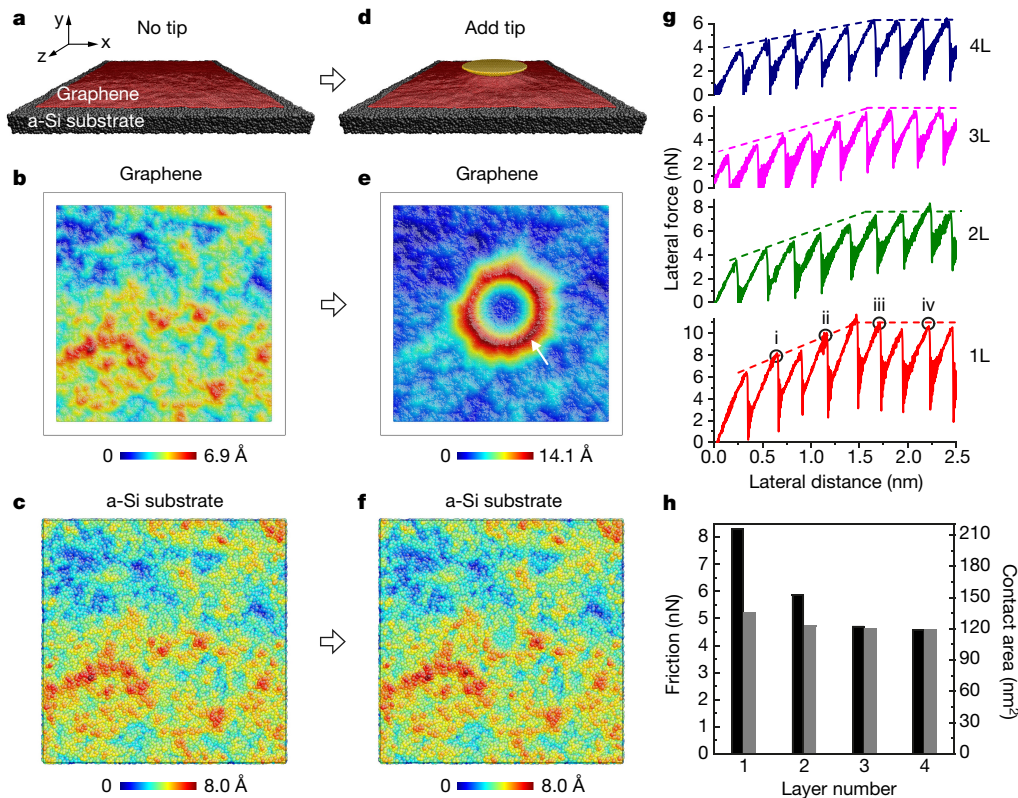 a
y
x
z
No tip
Graphene
a-Si substrate
d
Add tip
b
Graphene
0 6.9 Å
e
Graphene
0 14.1 Å
c
a-Si substrate
0 8.0 Å
f
a-Si substrate
0 8.0 Å
g
Lateral force (nN)
6
4
2
0
4L
6
4
2
0
3L
8
6
4
2
0
2L
10
8
6
4
2
0
i
ii
iii
iv
1L
0.0 0.5 1.0 1.5 2.0 2.5
Lateral distance (nm)
h
Friction (nN)
8
7
6
5
4
3
2
1
0
210
180
150
120
90
60
30
0
Contact area (nm²)
1 2 3 4
Layer number